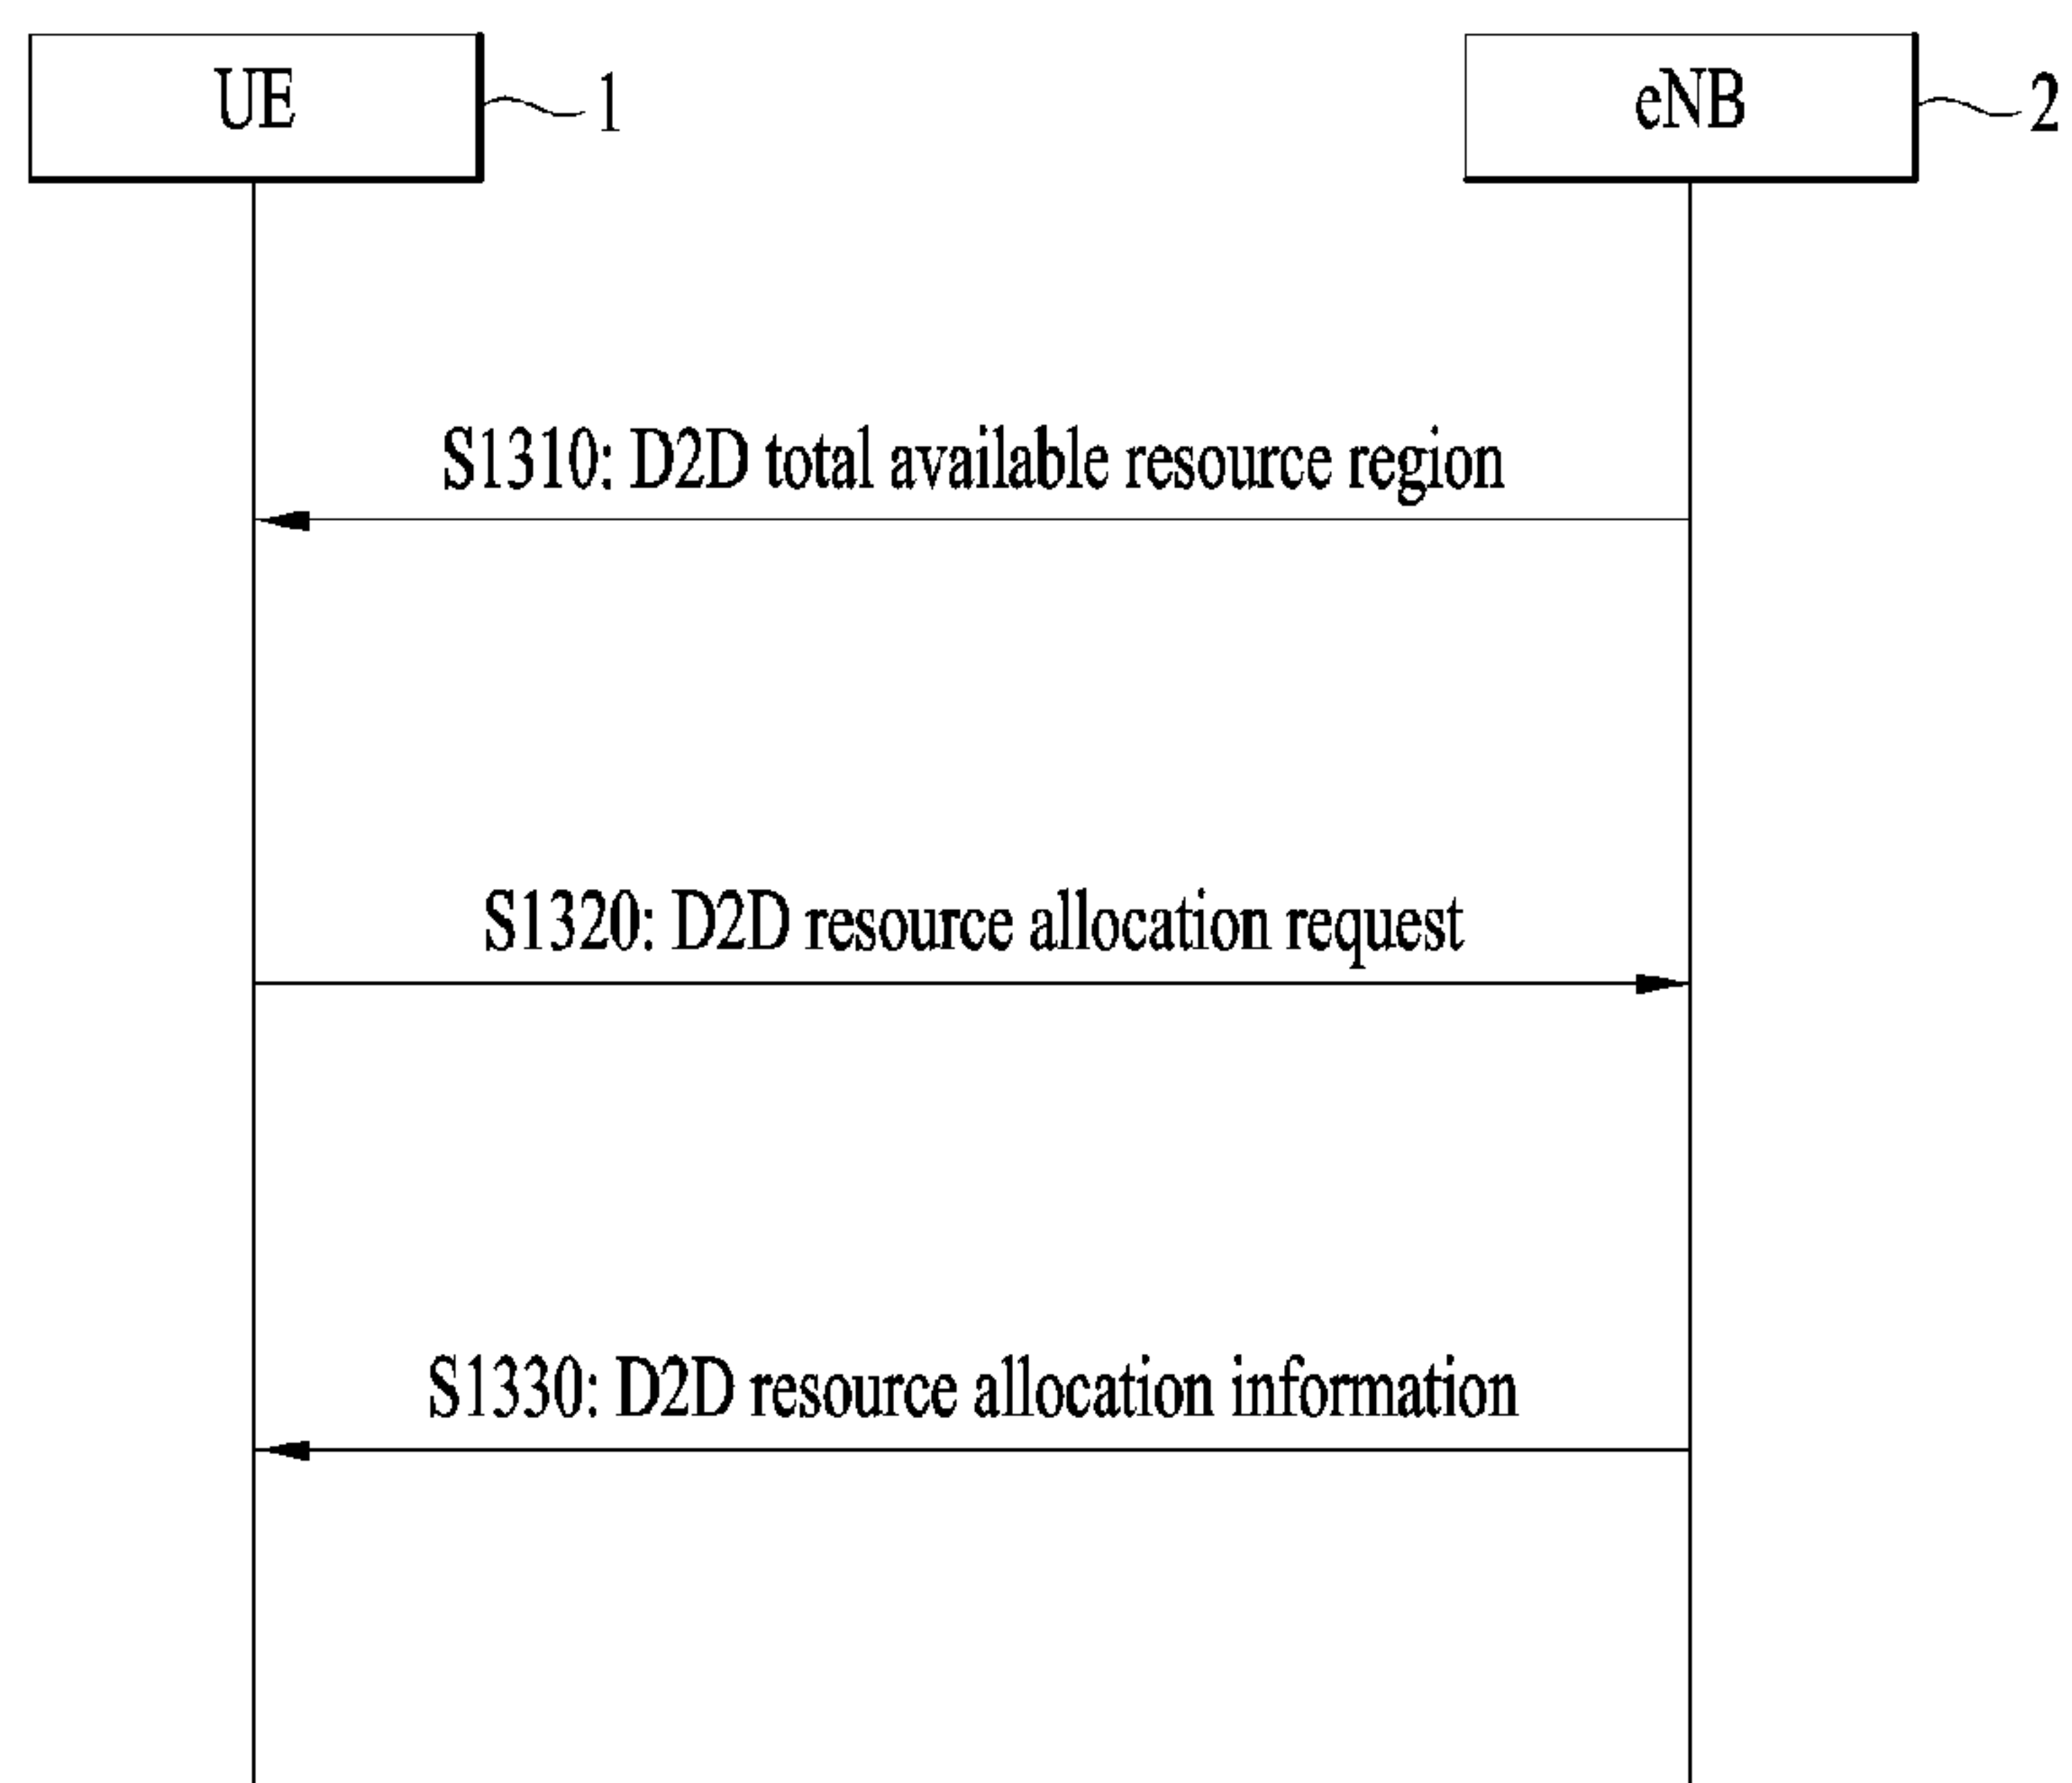 UE
1
eNB
2
S1310: D2D total available resource region
S1320: D2D resource allocation request
S1330: D2D resource allocation information